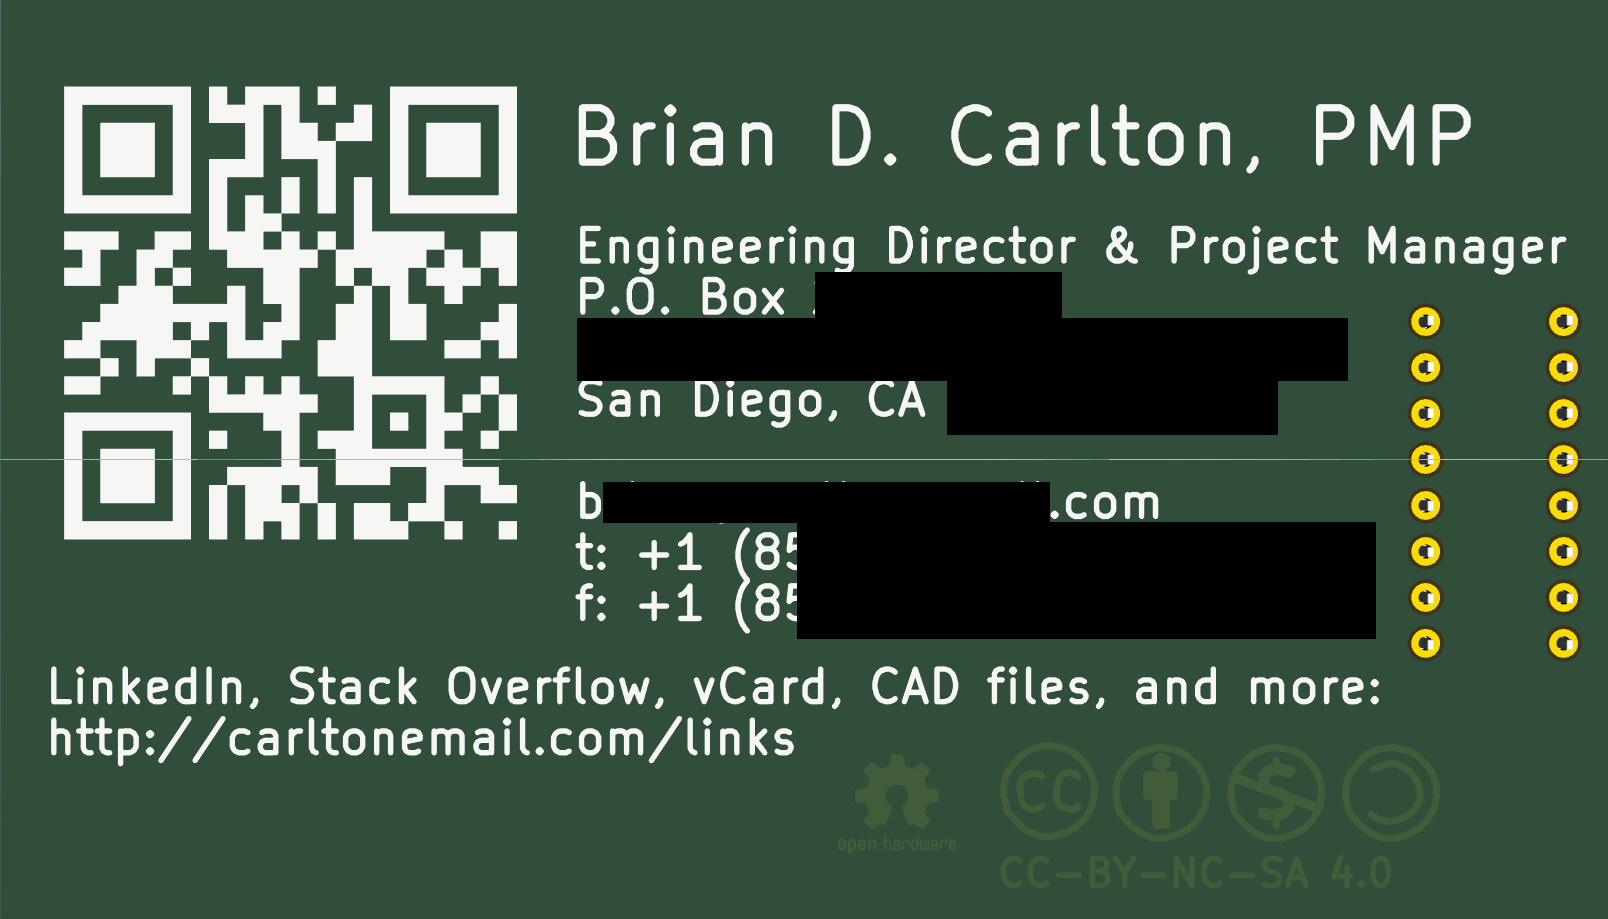 Brian D. Carlton, PMP
Engineering Director & Project Manager
P.O. Box
San Diego, CA
.com
t: +1 (85
f: +1 (85
LinkedIn, Stack Overflow, vCard, CAD files, and more:
http://carltonemail.com/links
open hardware
CC
CC-BY-NC-SA 4.0